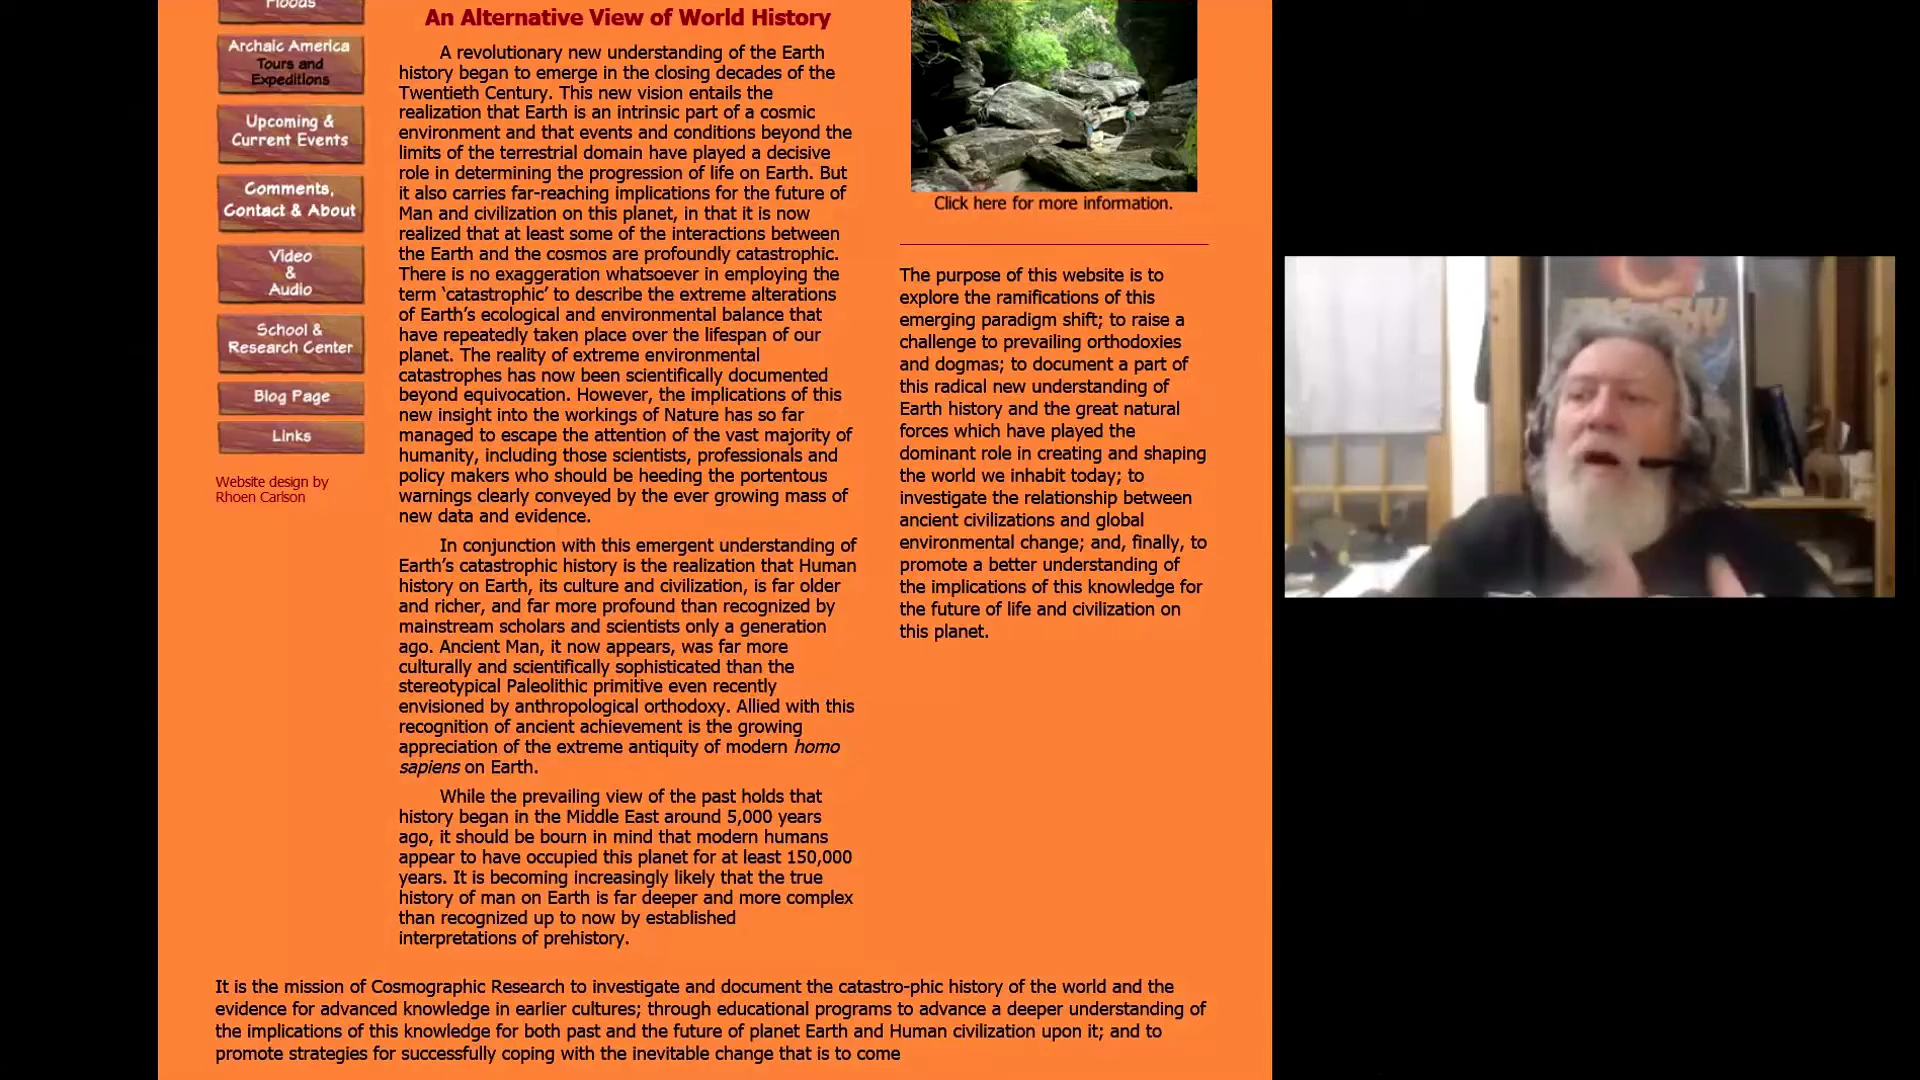 Floods
Archaic America
Tours and
Expeditions
Upcoming &
Current Events
Comments,
Contact & About
Video
&
Audio
School &
Research Center
Blog Page
Links
Website design by
Rhoen Carlson
An Alternative View of World History
A revolutionary new understanding of the Earth
history began to emerge in the closing decades of the
Twentieth Century. This new vision entails the
realization that Earth is an intrinsic part of a cosmic
environment and that events and conditions beyond the
limits of the terrestrial domain have played a decisive
role in determining the progression of life on Earth. But
it also carries far-reaching implications for the future of
Man and civilization on this planet, in that it is now
realized that at least some of the interactions between
the Earth and the cosmos are profoundly catastrophic.
There is no exaggeration whatsoever in employing the
term ‘catastrophic’ to describe the extreme alterations
of Earth’s ecological and environmental balance that
have repeatedly taken place over the lifespan of our
planet. The reality of extreme environmental
catastrophes has now been scientifically documented
beyond equivocation. However, the implications of this
new insight into the workings of Nature has so far
managed to escape the attention of the vast majority of
humanity, including those scientists, professionals and
policy makers who should be heeding the portentous
warnings clearly conveyed by the ever growing mass of
new data and evidence.
In conjunction with this emergent understanding of
Earth’s catastrophic history is the realization that Human
history on Earth, its culture and civilization, is far older
and richer, and far more profound than recognized by
mainstream scholars and scientists only a generation
ago. Ancient Man, it now appears, was far more
culturally and scientifically sophisticated than the
stereotypical Paleolithic primitive even recently
envisioned by anthropological orthodoxy. Allied with this
recognition of ancient achievement is the growing
appreciation of the extreme antiquity of modern homo
sapiens on Earth.
While the prevailing view of the past holds that
history began in the Middle East around 5,000 years
ago, it should be bourn in mind that modern humans
appear to have occupied this planet for at least 150,000
years. It is becoming increasingly likely that the true
history of man on Earth is far deeper and more complex
than recognized up to now by established
interpretations of prehistory.
Click here for more information.
The purpose of this website is to
explore the ramifications of this
emerging paradigm shift; to raise a
challenge to prevailing orthodoxies
and dogmas; to document a part of
this radical new understanding of
Earth history and the great natural
forces which have played the
dominant role in creating and shaping
the world we inhabit today; to
investigate the relationship between
ancient civilizations and global
environmental change; and, finally, to
promote a better understanding of
the implications of this knowledge for
the future of life and civilization on
this planet.
It is the mission of Cosmographic Research to investigate and document the catastro-phic history of the world and the
evidence for advanced knowledge in earlier cultures; through educational programs to advance a deeper understanding of
the implications of this knowledge for both past and the future of planet Earth and Human civilization upon it; and to
promote strategies for successfully coping with the inevitable change that is to come